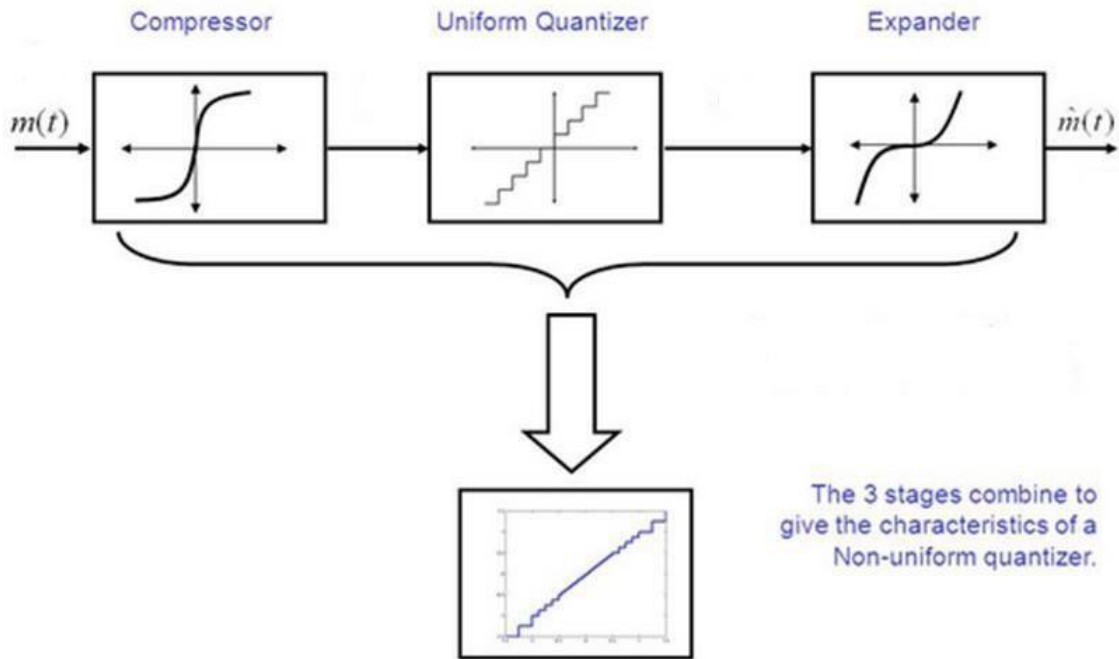 Compressor Uniform Quantizer Expander
m(t) m̂(t)
The 3 stages combine to
give the characteristics of a
Non-uniform quantizer.